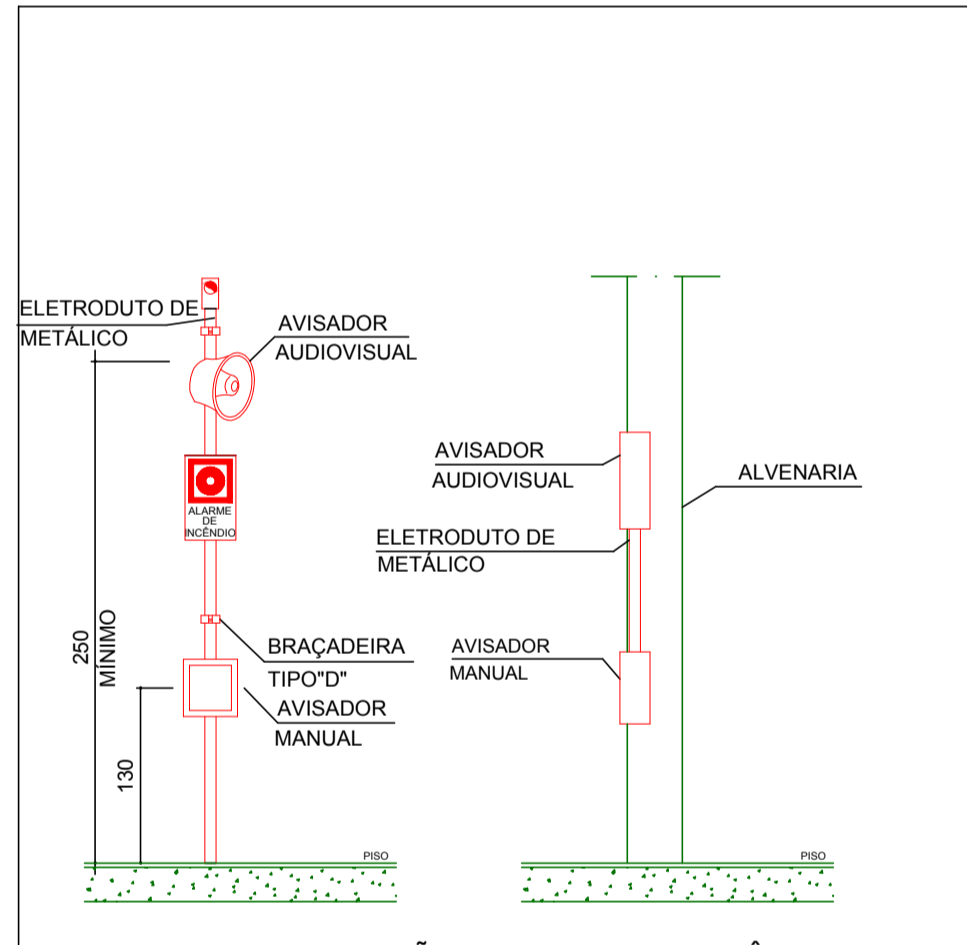 ELETRODUTO DE
METÁLICO
AVISADOR
AUDIOVISUAL
ALARME
DE
INCÊNDIO
250
MÍNIMO
BRAÇADEIRA
TIPO"D"
AVISADOR
MANUAL
130
PISO
AVISADOR
AUDIOVISUAL
ALVENARIA
ELETRODUTO DE
METÁLICO
AVISADOR
MANUAL
PISO